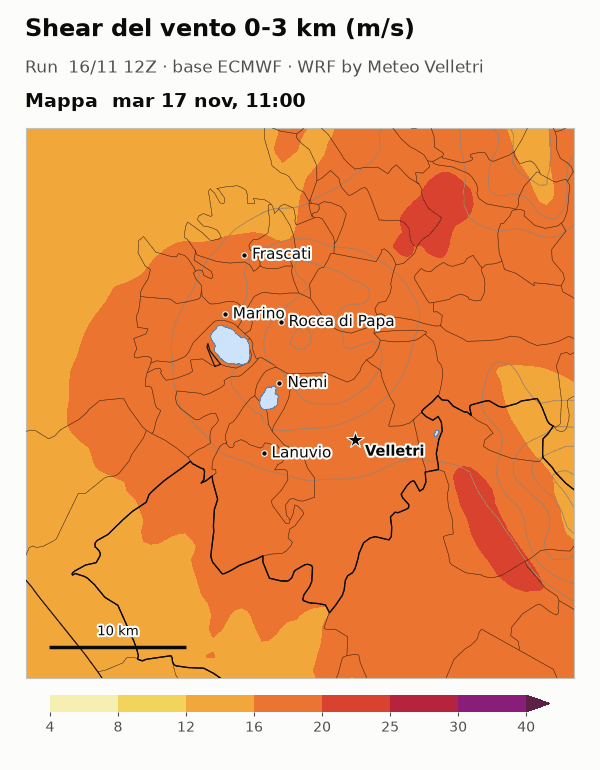 Shear del vento 0-3 km (m/s)
Run  16/11 12Z · base ECMWF · WRF by Meteo Velletri
Mappa  mar 17 nov, 11:00
Frascati
Marino
Rocca di Papa
Nemi
Velletri
Lanuvio
10 km
4 8 12 16 20 25 30 40